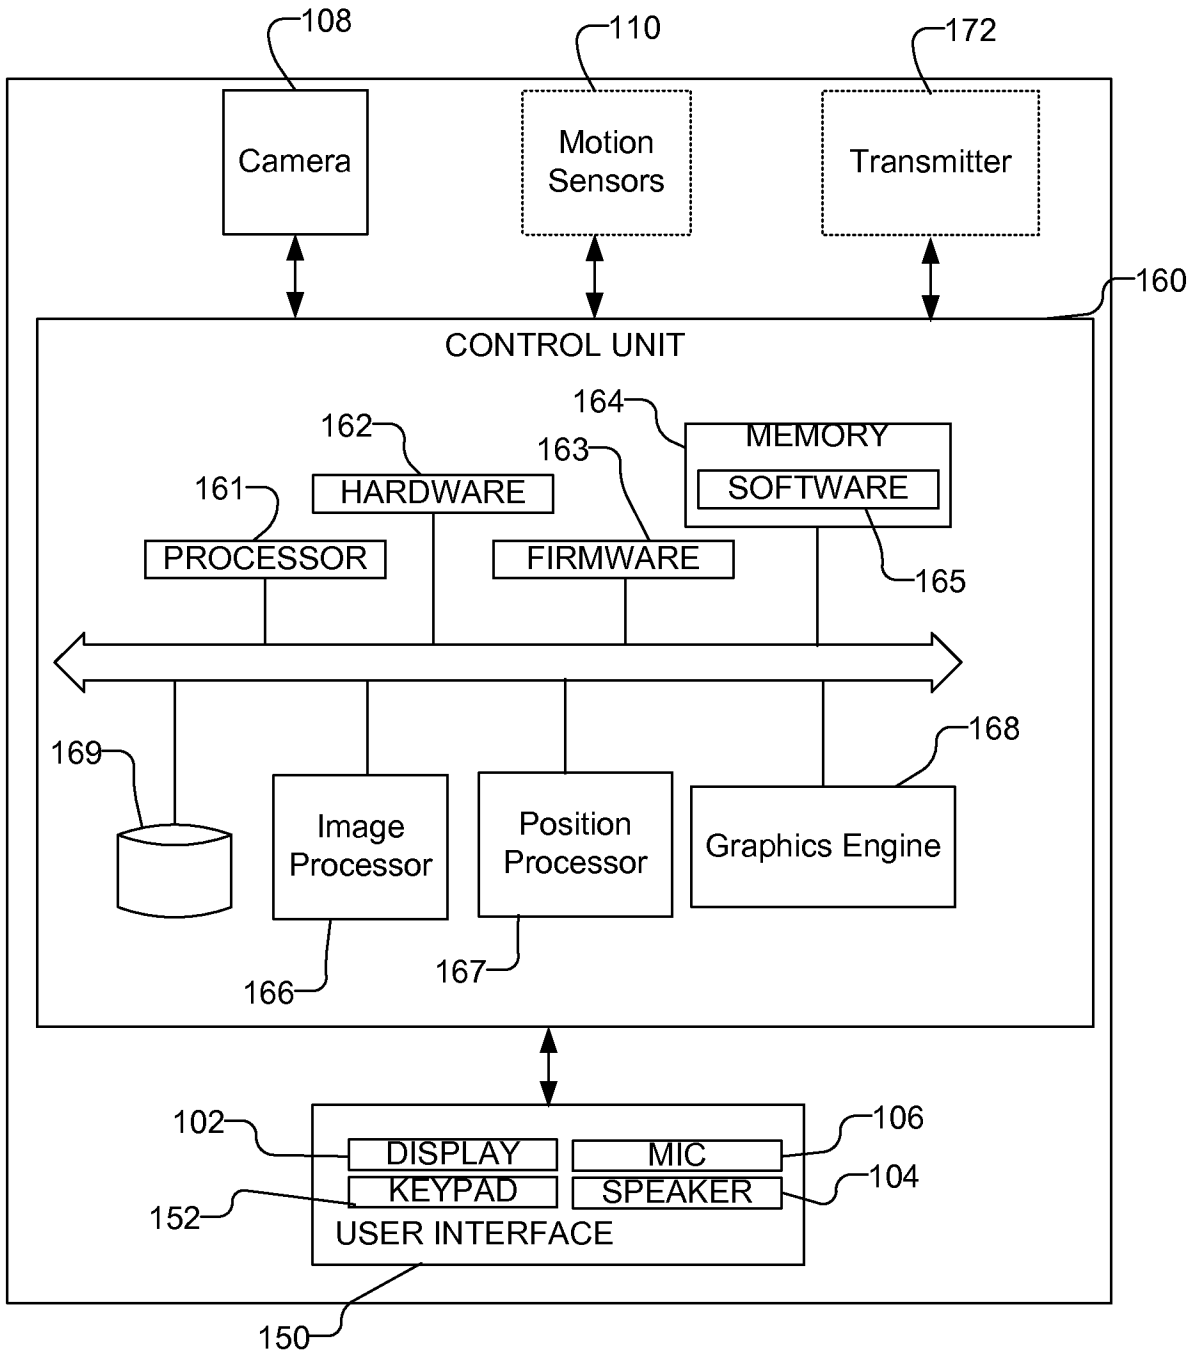 108
110
172
Camera
Motion
Sensors
Transmitter
160
CONTROL UNIT
164
MEMORY
162
163
161
HARDWARE
SOFTWARE
PROCESSOR
FIRMWARE
165
169
168
Image
Processor
Position
Processor
Graphics Engine
166
167
102
DISPLAY
MIC
106
152
KEYPAD
SPEAKER
104
USER INTERFACE
150